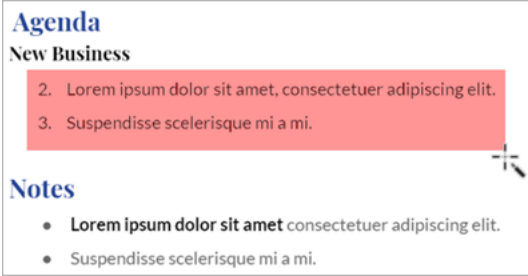 Agenda
New Business
2. Lorem ipsum dolor sit amet, consectetuer adipiscing elit.
3. Suspendisse scelerisque mi a mi.
Notes
• Lorem ipsum dolor sit amet consectetuer adipiscing elit.
• Suspendisse scelerisque mi a mi.